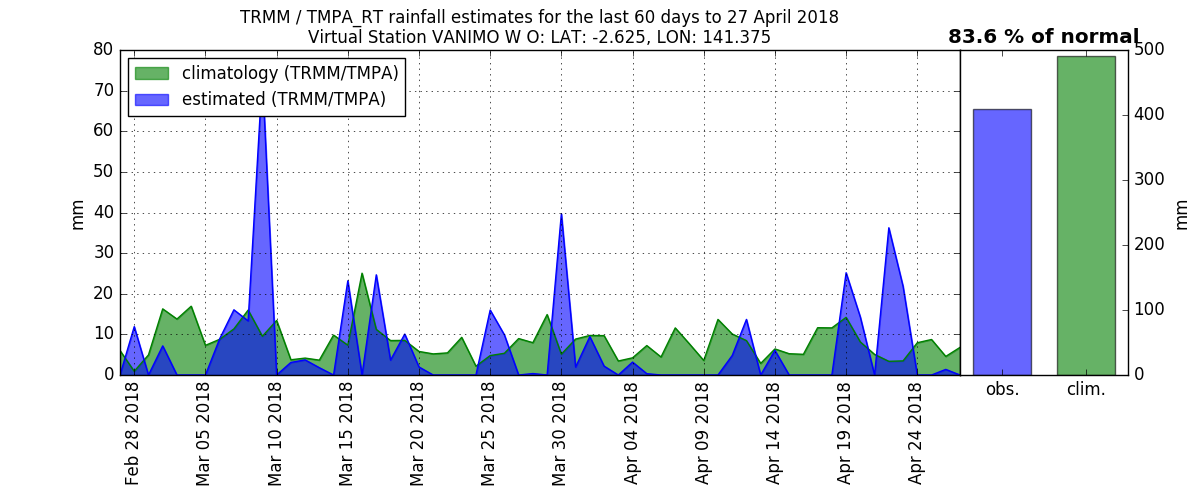 TRMM / TMPA_RT rainfall estimates for the last 60 days to 27 April 2018
Virtual Station VANIMO W O: LAT: -2.625, LON: 141.375
83.6 % of normal
climatology (TRMM/TMPA)
estimated (TRMM/TMPA)
mm
80
70
60
50
40
30
20
10
0
Feb 28 2018
Mar 05 2018
Mar 10 2018
Mar 15 2018
Mar 20 2018
Mar 25 2018
Mar 30 2018
Apr 04 2018
Apr 09 2018
Apr 14 2018
Apr 19 2018
Apr 24 2018
obs.
clim.
500
400
300
200
100
0
mm